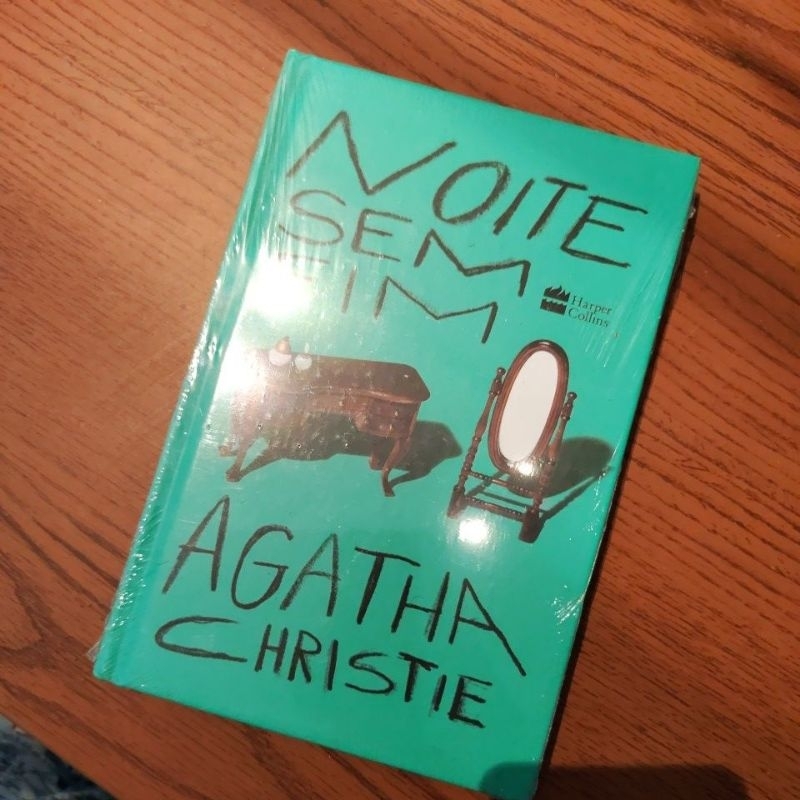 NOITE
SEM
FIM
Harper
Collins
AGATHA
CHRISTIE